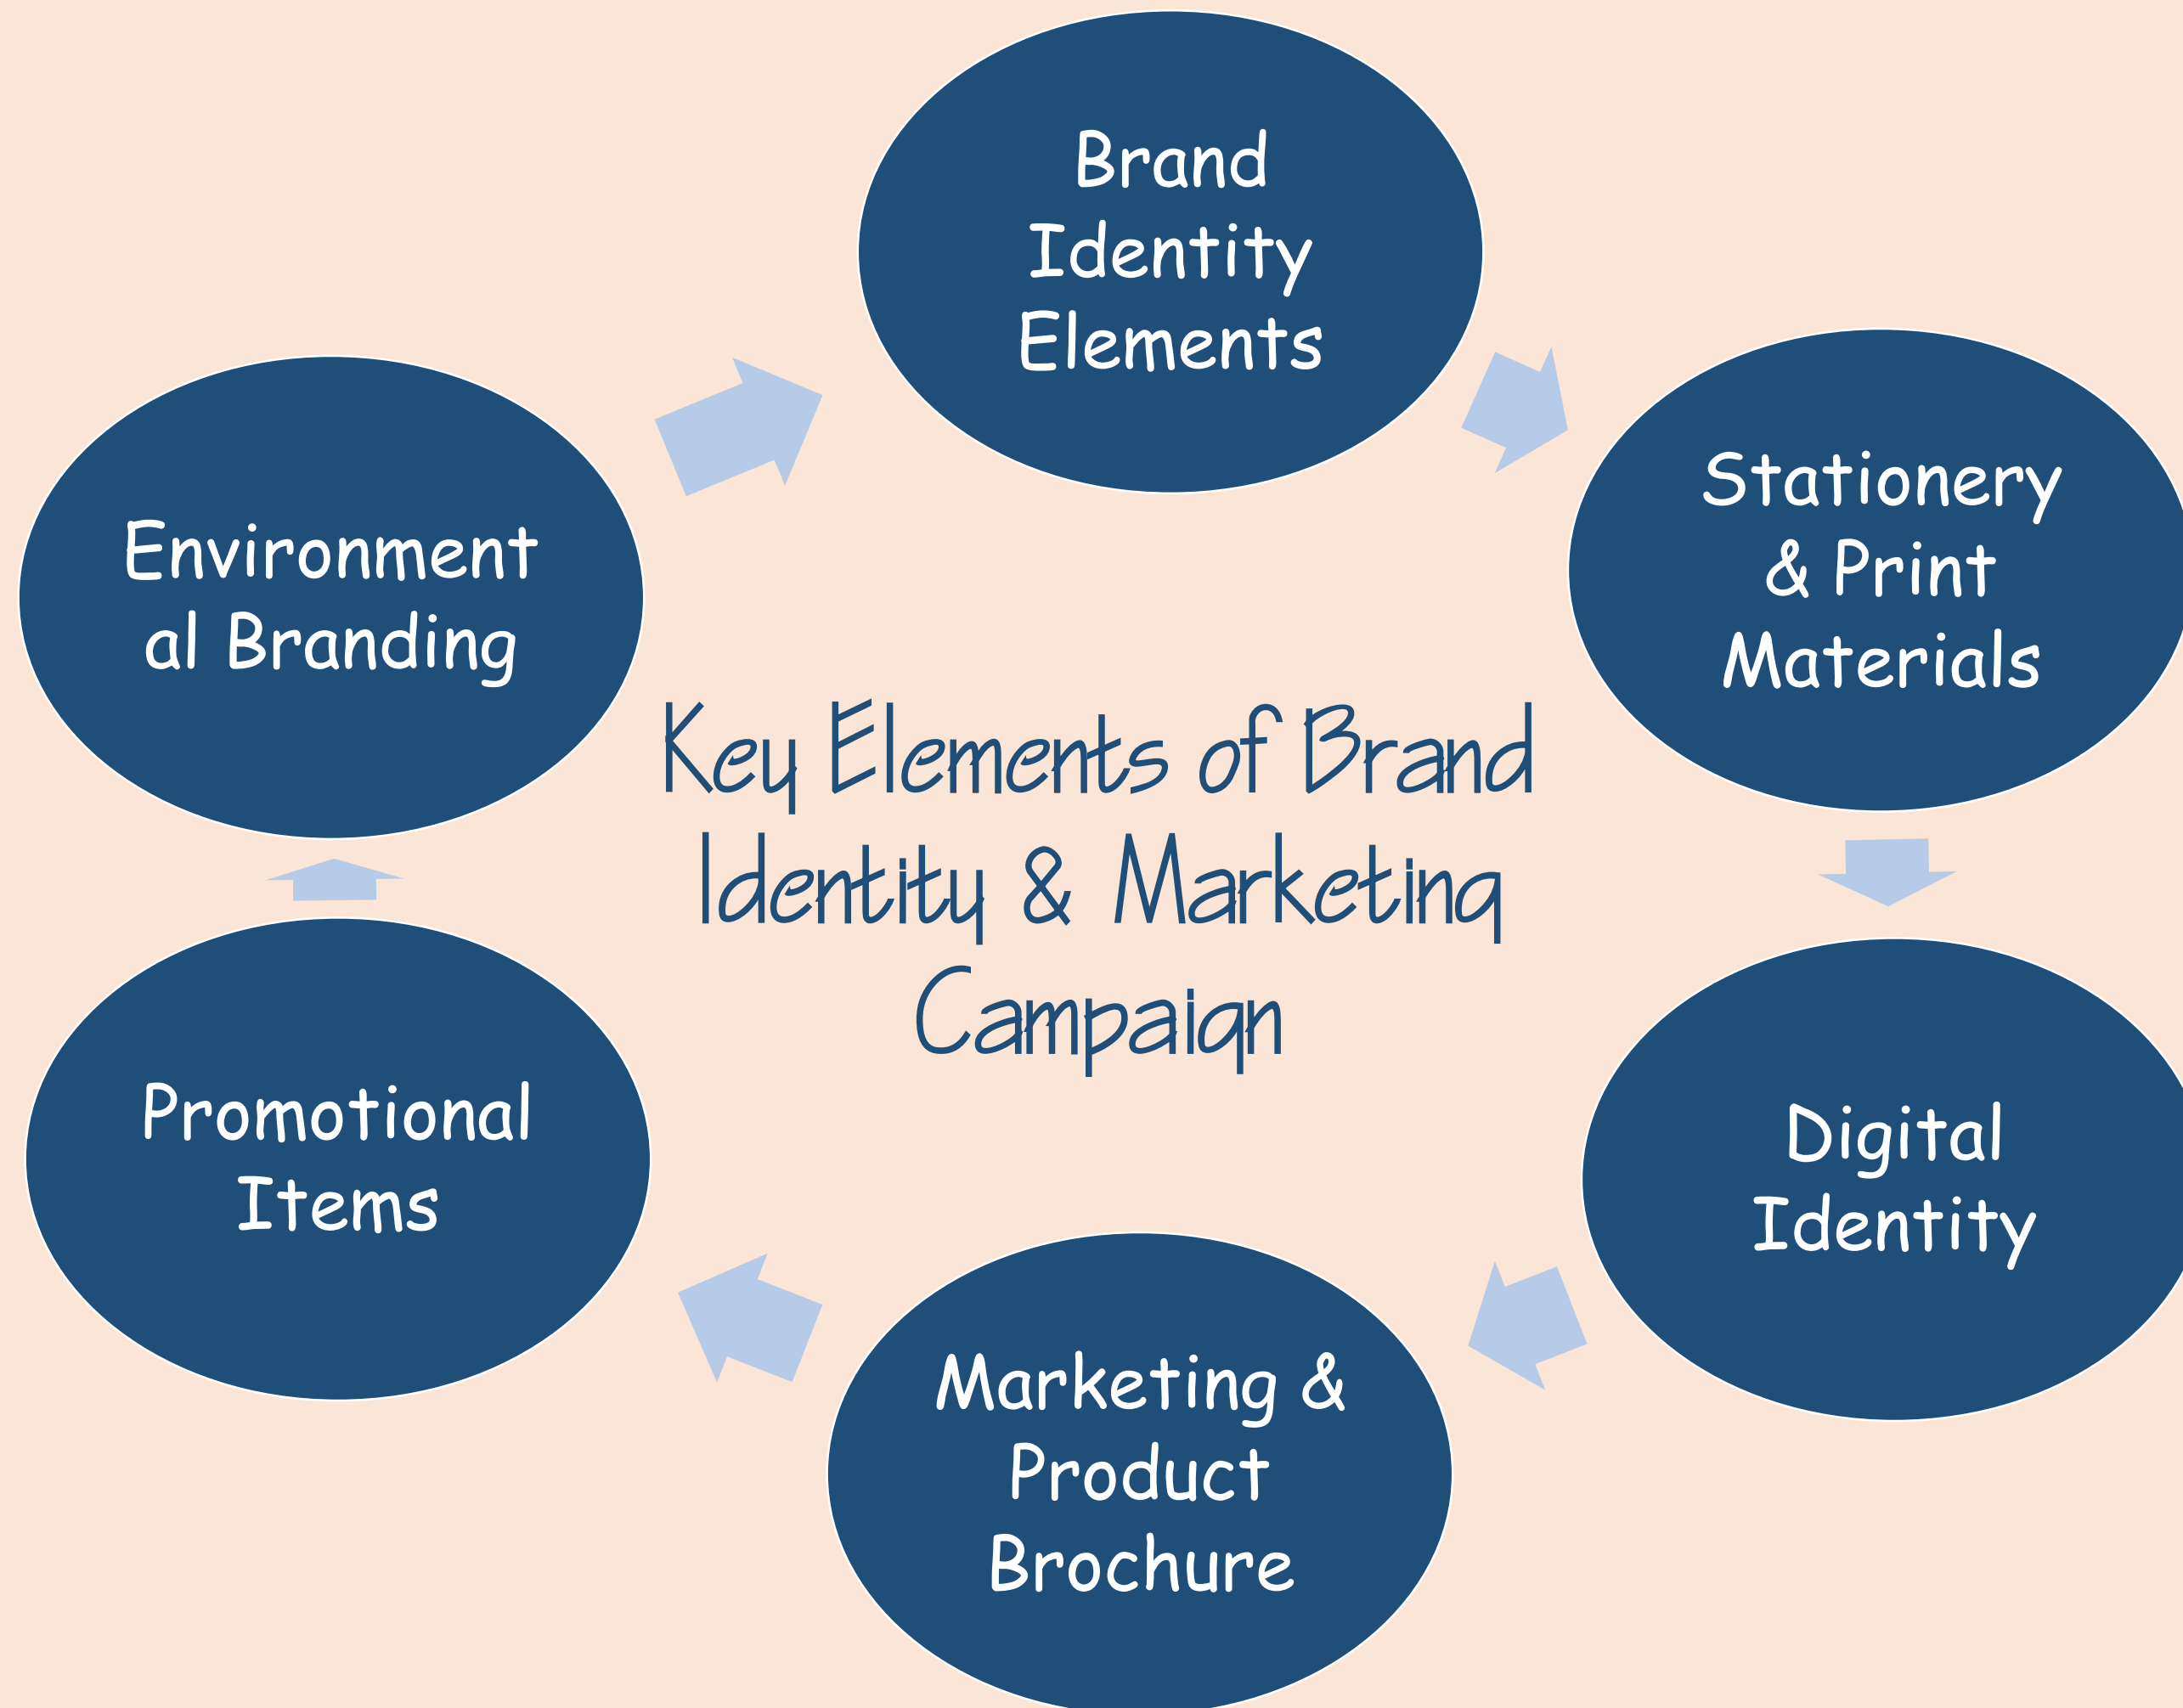 Brand
Identity
Elements
Stationery
& Print
Materials
Digital
Identity
Marketing &
Product
Brochure
Promotional
Items
Environment
al Branding
Key Elements of Brand
Identity & Marketing
Campaign